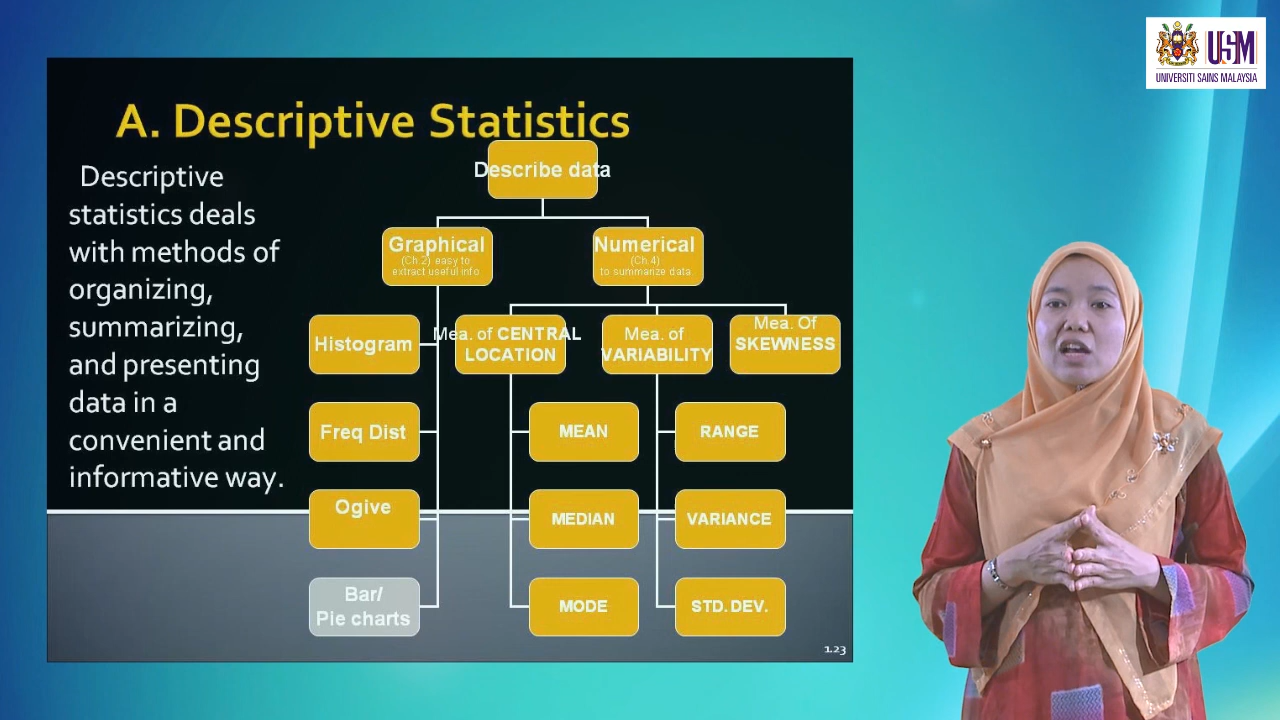 USM
UNIVERSITI SAINS MALAYSIA
A. Descriptive Statistics
Descriptive
statistics deals
with methods of
organizing,
summarizing,
and presenting
data in a
convenient and
informative way.
Describe data
Graphical
(Ch.2) easy to
extract useful info.
Numerical
(Ch.4)
to summarize data
Histogram
Freq Dist
Ogive
Bar/
Pie charts
Mea. of CENTRAL
LOCATION
MEAN
MEDIAN
MODE
Mea. of
VARIABILITY
RANGE
VARIANCE
STD. DEV.
Mea. Of
SKEWNESS
1.23